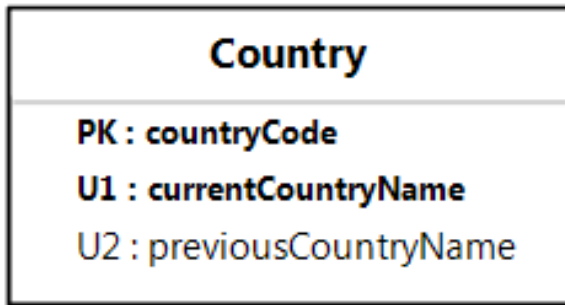 Country
PK : countryCode
U1 : currentCountryName
U2 : previousCountryName